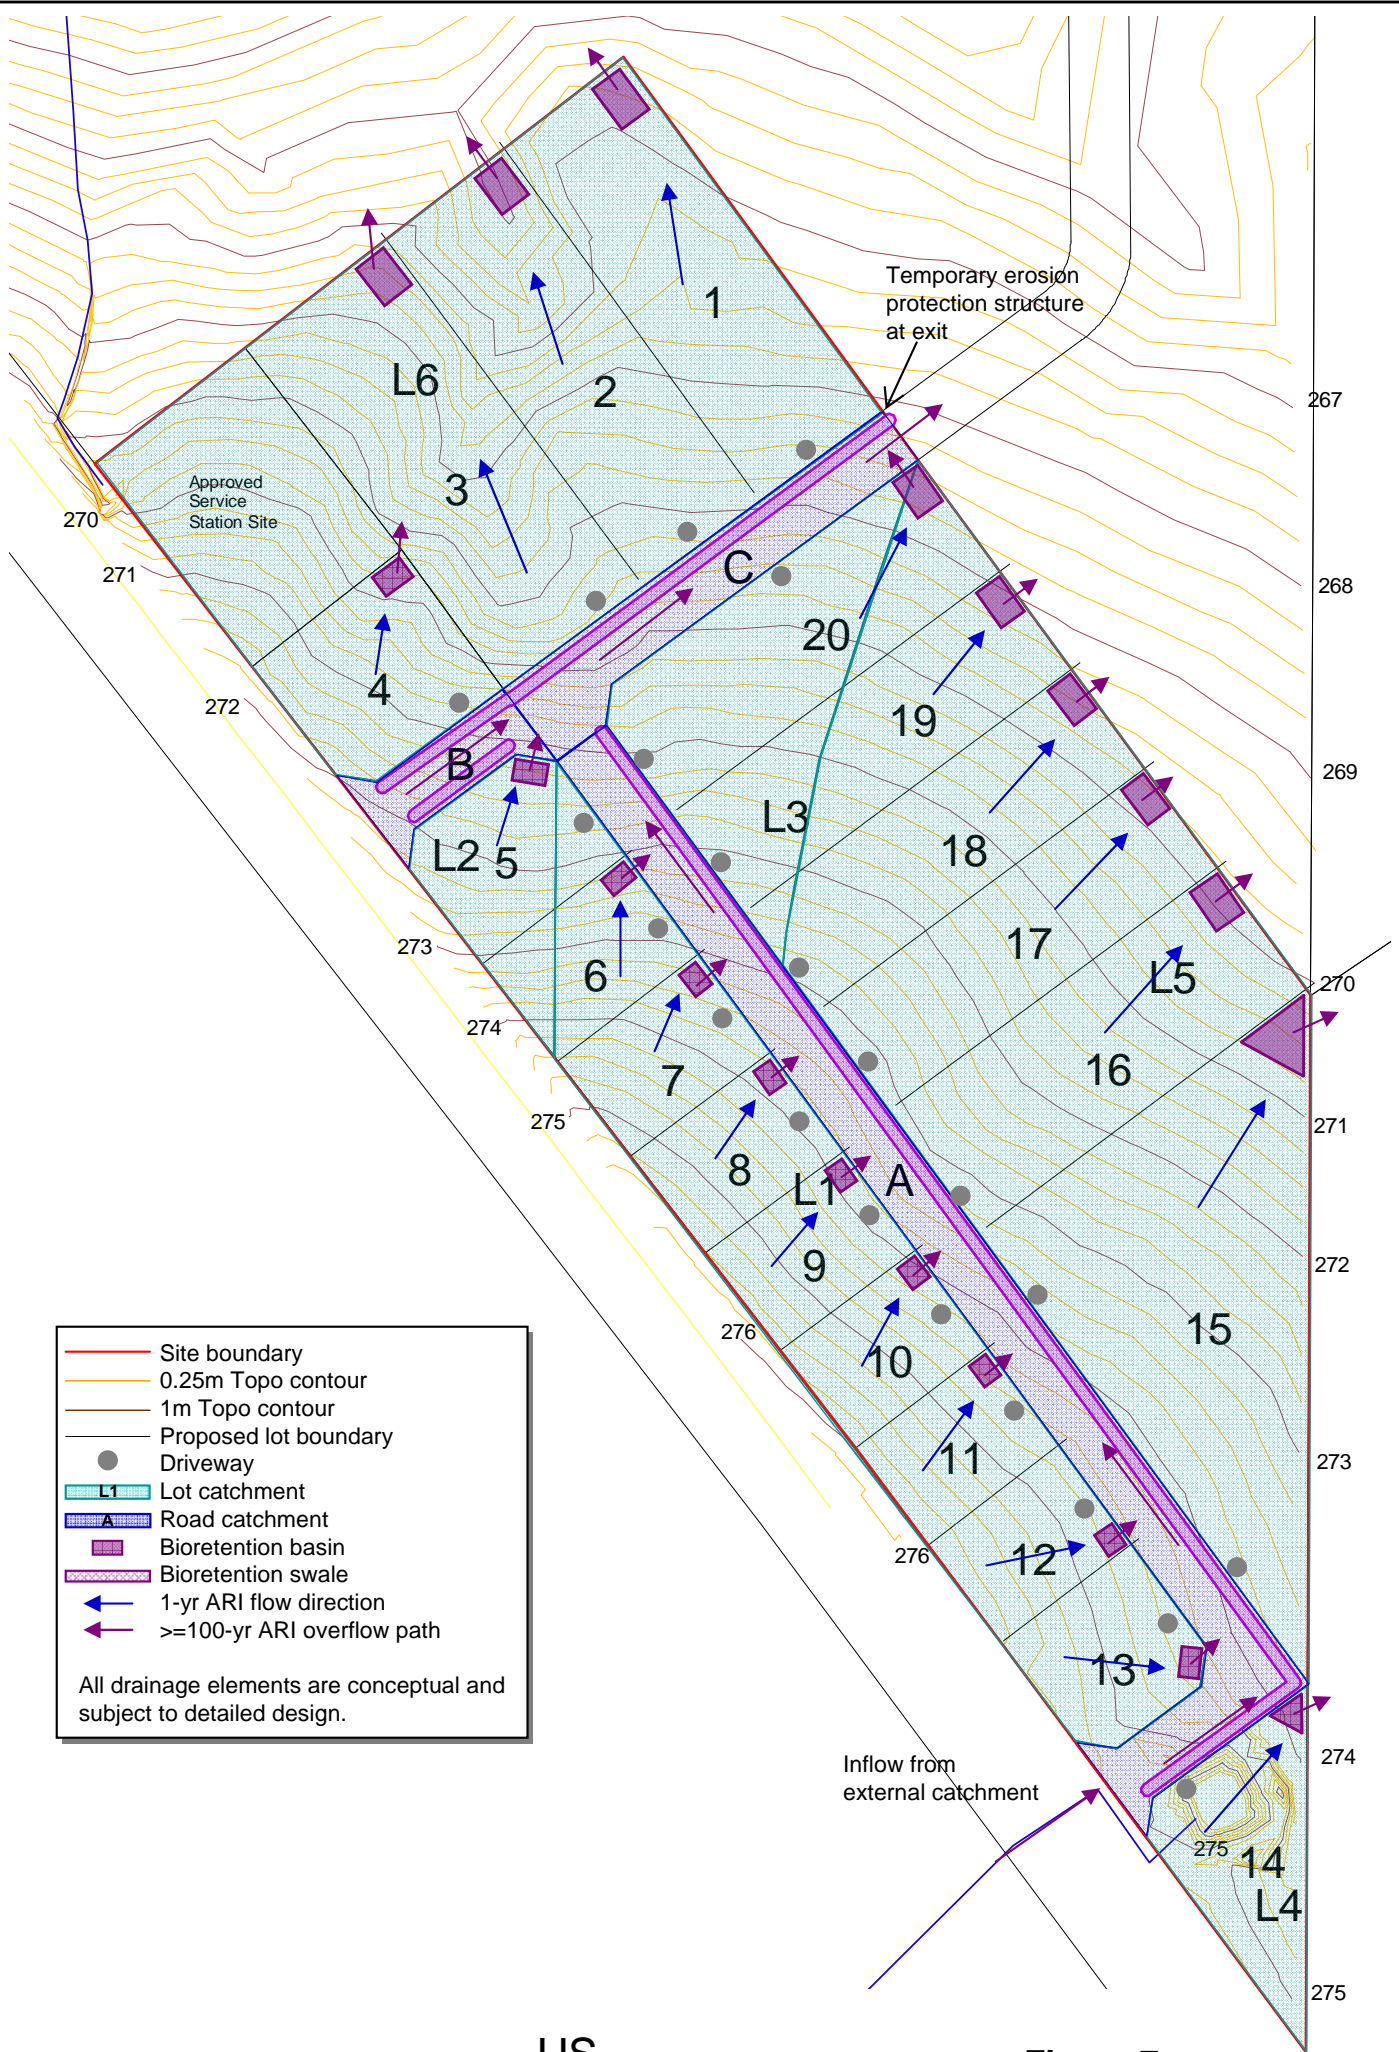 1
Temporary erosion
protection structure
at exit
L6
2
267
3
Approved
Service
Station Site
270
271
C
268
20
4
272
19
B
269
L3
L2
5
18
273
17
6
L5
270
274
7
16
275
271
8
L1
A
9
272
276
15
10
Site boundary
0.25m Topo contour
1m Topo contour
Proposed lot boundary
Driveway
L1 Lot catchment
A Road catchment
Bioretention basin
Bioretention swale
1-yr ARI flow direction
>=100-yr ARI overflow path
All drainage elements are conceptual and
subject to detailed design.
11
273
276
12
13
274
Inflow from
external catchment
275
14
L4
275